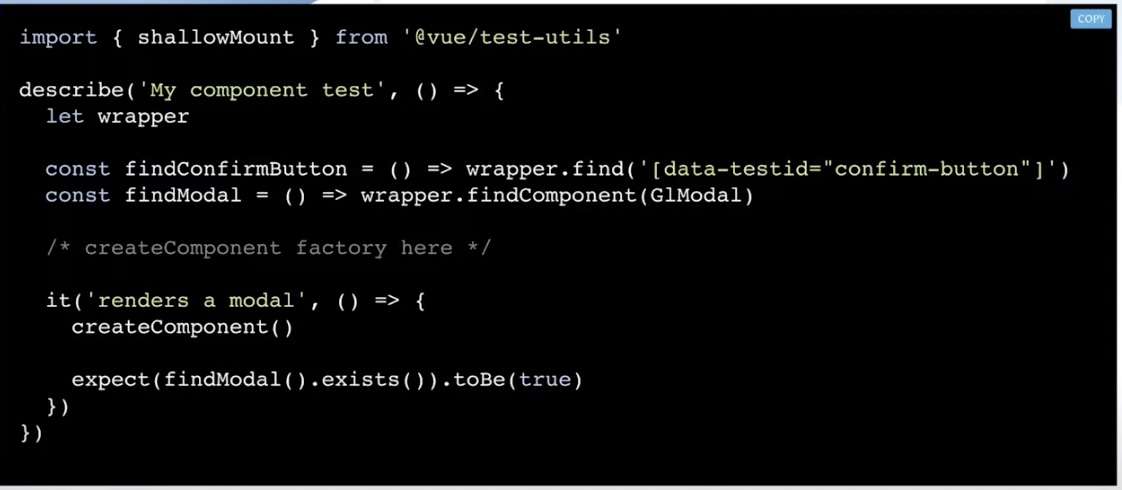 COPY
import { shallowMount } from '@vue/test-utils'
describe('My component test', () => {
let wrapper
const findConfirmButton = () => wrapper.find('[data-testid="confirm-button"]')
const findModal = () => wrapper.findComponent(GlModal)
/* createComponent factory here */
it('renders a modal', () => {
createComponent()
expect(findModal().exists()).toBe(true)
})
})